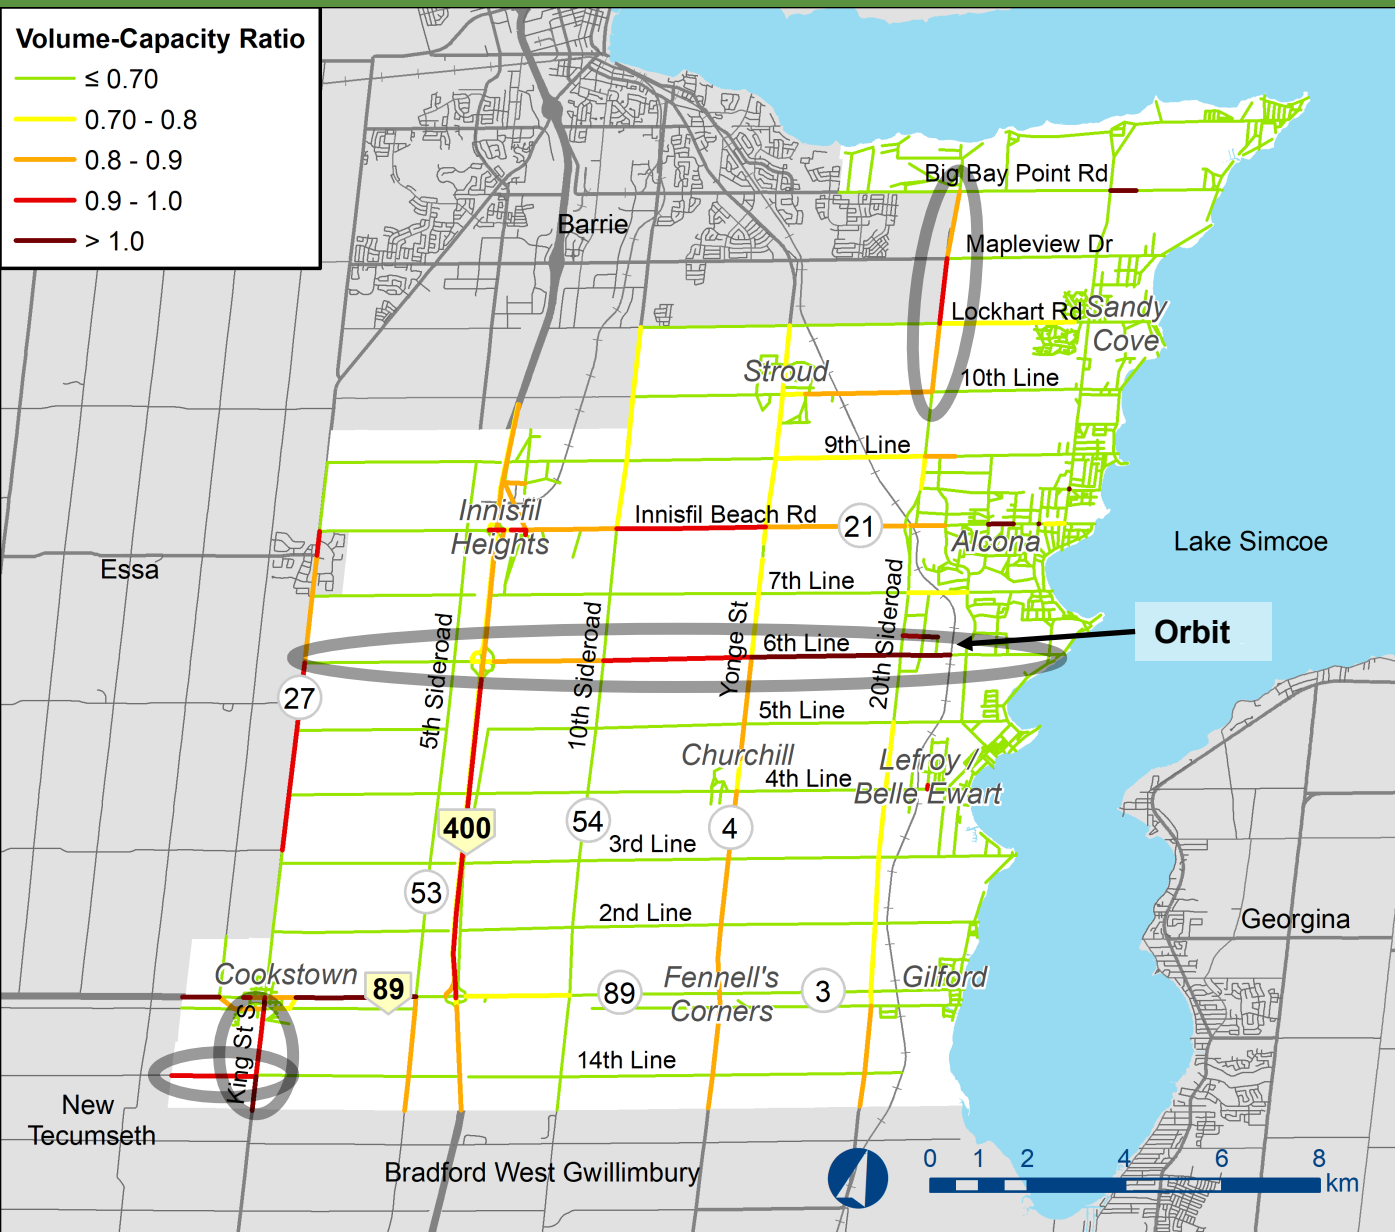 Volume-Capacity Ratio
≤ 0.70
0.70 - 0.8
0.8 - 0.9
0.9 - 1.0
> 1.0
Big Bay Point Rd
Barrie
Mapleview Dr
Lockhart Rd
Sandy
Cove
Stroud
10th Line
9th Line
Innisfil
Heights
Innisfil Beach Rd
21
Alcona
Lake Simcoe
Essa
7th Line
Orbit
5th Sideroad
10th Sideroad
Yonge St
20th Sideroad
6th Line
27
5th Line
Churchill
4th Line
Lefroy /
Belle Ewart
400
54
4
3rd Line
53
2nd Line
Georgina
Cookstown
89
89
Fennell's
Corners
3
Gilford
King St S
14th Line
New
Tecumseth
Bradford West Gwillimbury
0 1 2 4 6 8
km